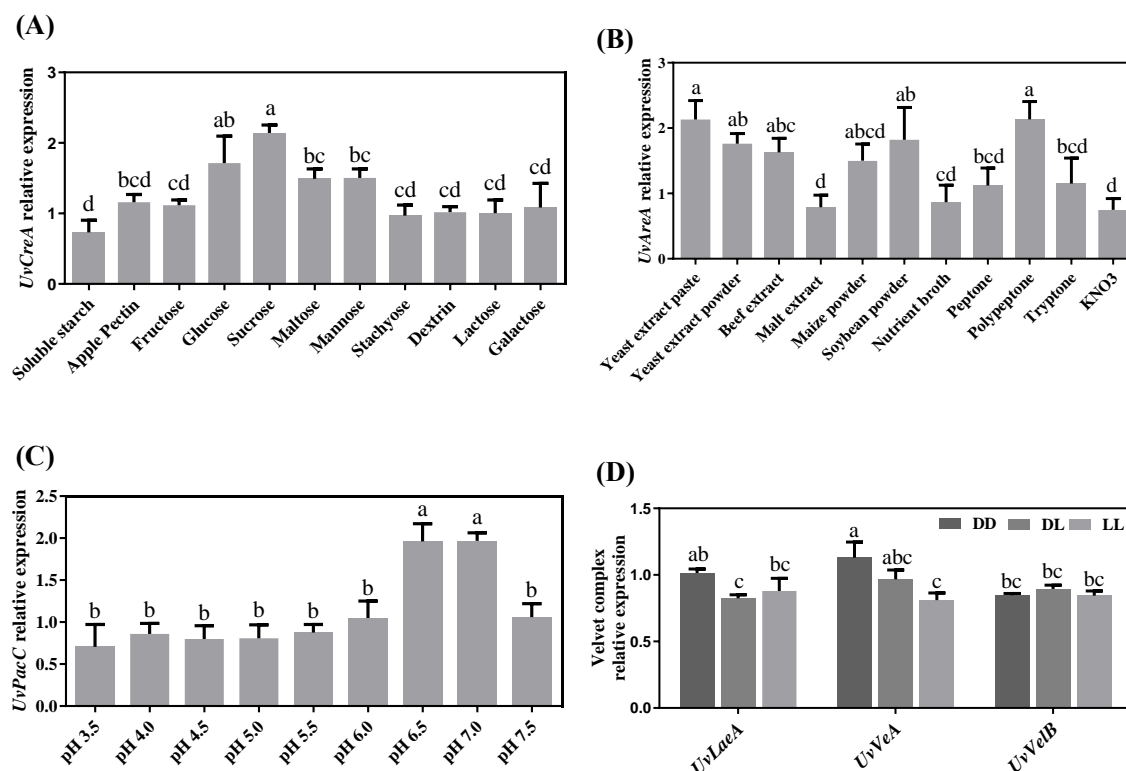 (A)
UvCreA relative expression
3
2
1
0
d
bcd
cd
ab
a
bc
bc
cd
cd
cd
cd
Soluble starch
Apple Pectin
Fructose
Glucose
Sucrose
Maltose
Mannose
Stachyose
Dextrin
Lactose
Galactose
(B)
UvAreA relative expression
3
2
1
0
a
ab
abc
d
abcd
ab
cd
bcd
a
bcd
d
Yeast extract paste
Yeast extract powder
Beef extract
Malt extract
Maize powder
Soybean powder
Nutrient broth
Peptone
Polypeptone
Tryptone
KNO3
(C)
UvPacC relative expression
2.5
2.0
1.5
1.0
0.5
0.0
b
b
b
b
b
b
a
a
b
pH 3.5
pH 4.0
pH 4.5
pH 5.0
pH 5.5
pH 6.0
pH 6.5
pH 7.0
pH 7.5
(D)
Velvet complex
relative expression
1.5
1.0
0.5
0.0
DD DL LL
ab
c
bc
a
abc
c
bc
bc
bc
UvLaeA
UvVeA
UvVelB